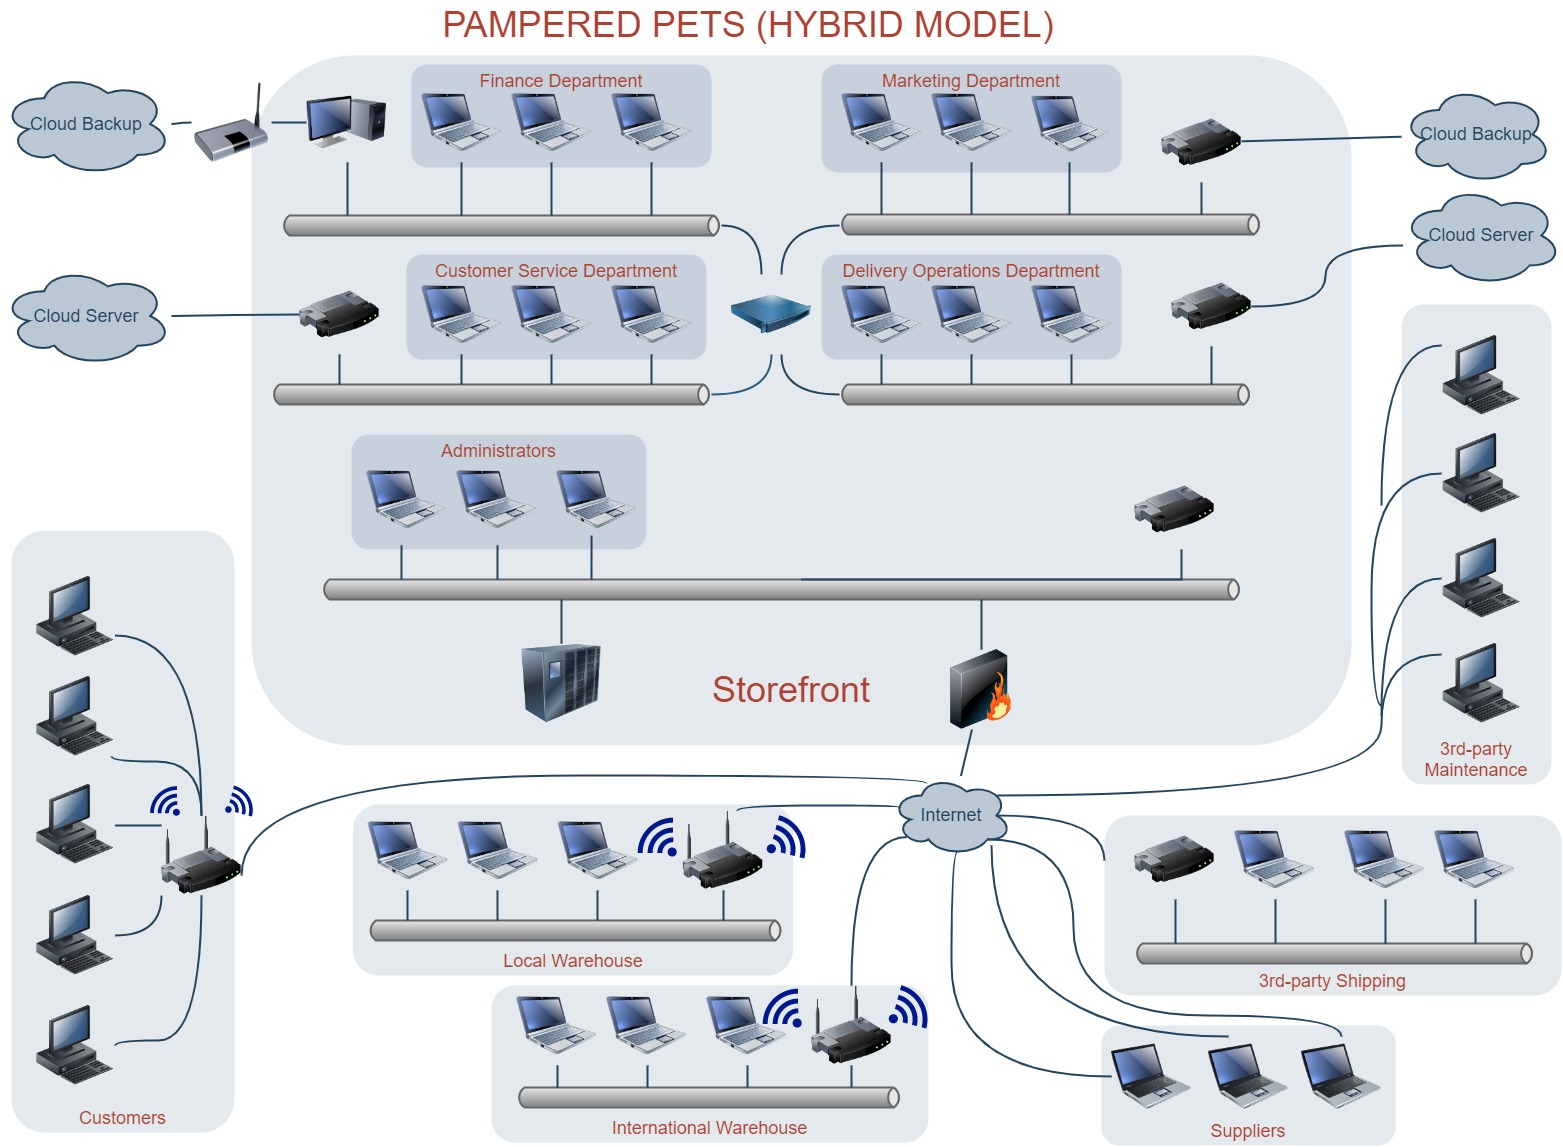 PAMPERED PETS (HYBRID MODEL)
Finance Department
Marketing Department
Cloud Backup
Cloud Backup
Cloud Server
Customer Service Department
Delivery Operations Department
Cloud Server
Administrators
Storefront
3rd-party
Maintenance
Internet
Local Warehouse
3rd-party Shipping
Customers
International Warehouse
Suppliers